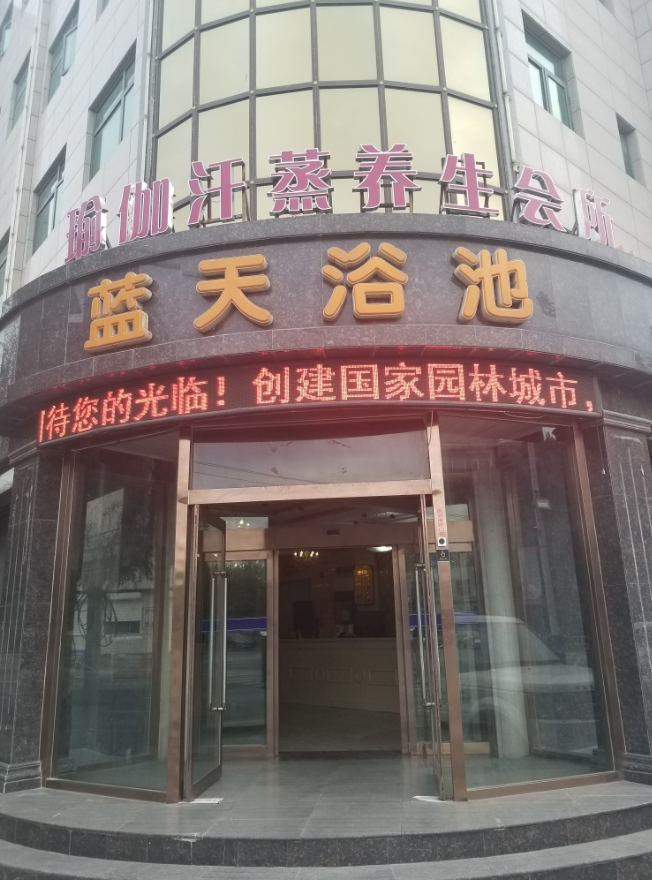 瑜伽汗蒸养生会所
蓝天浴池
待您的光临！创建国家园林城市，